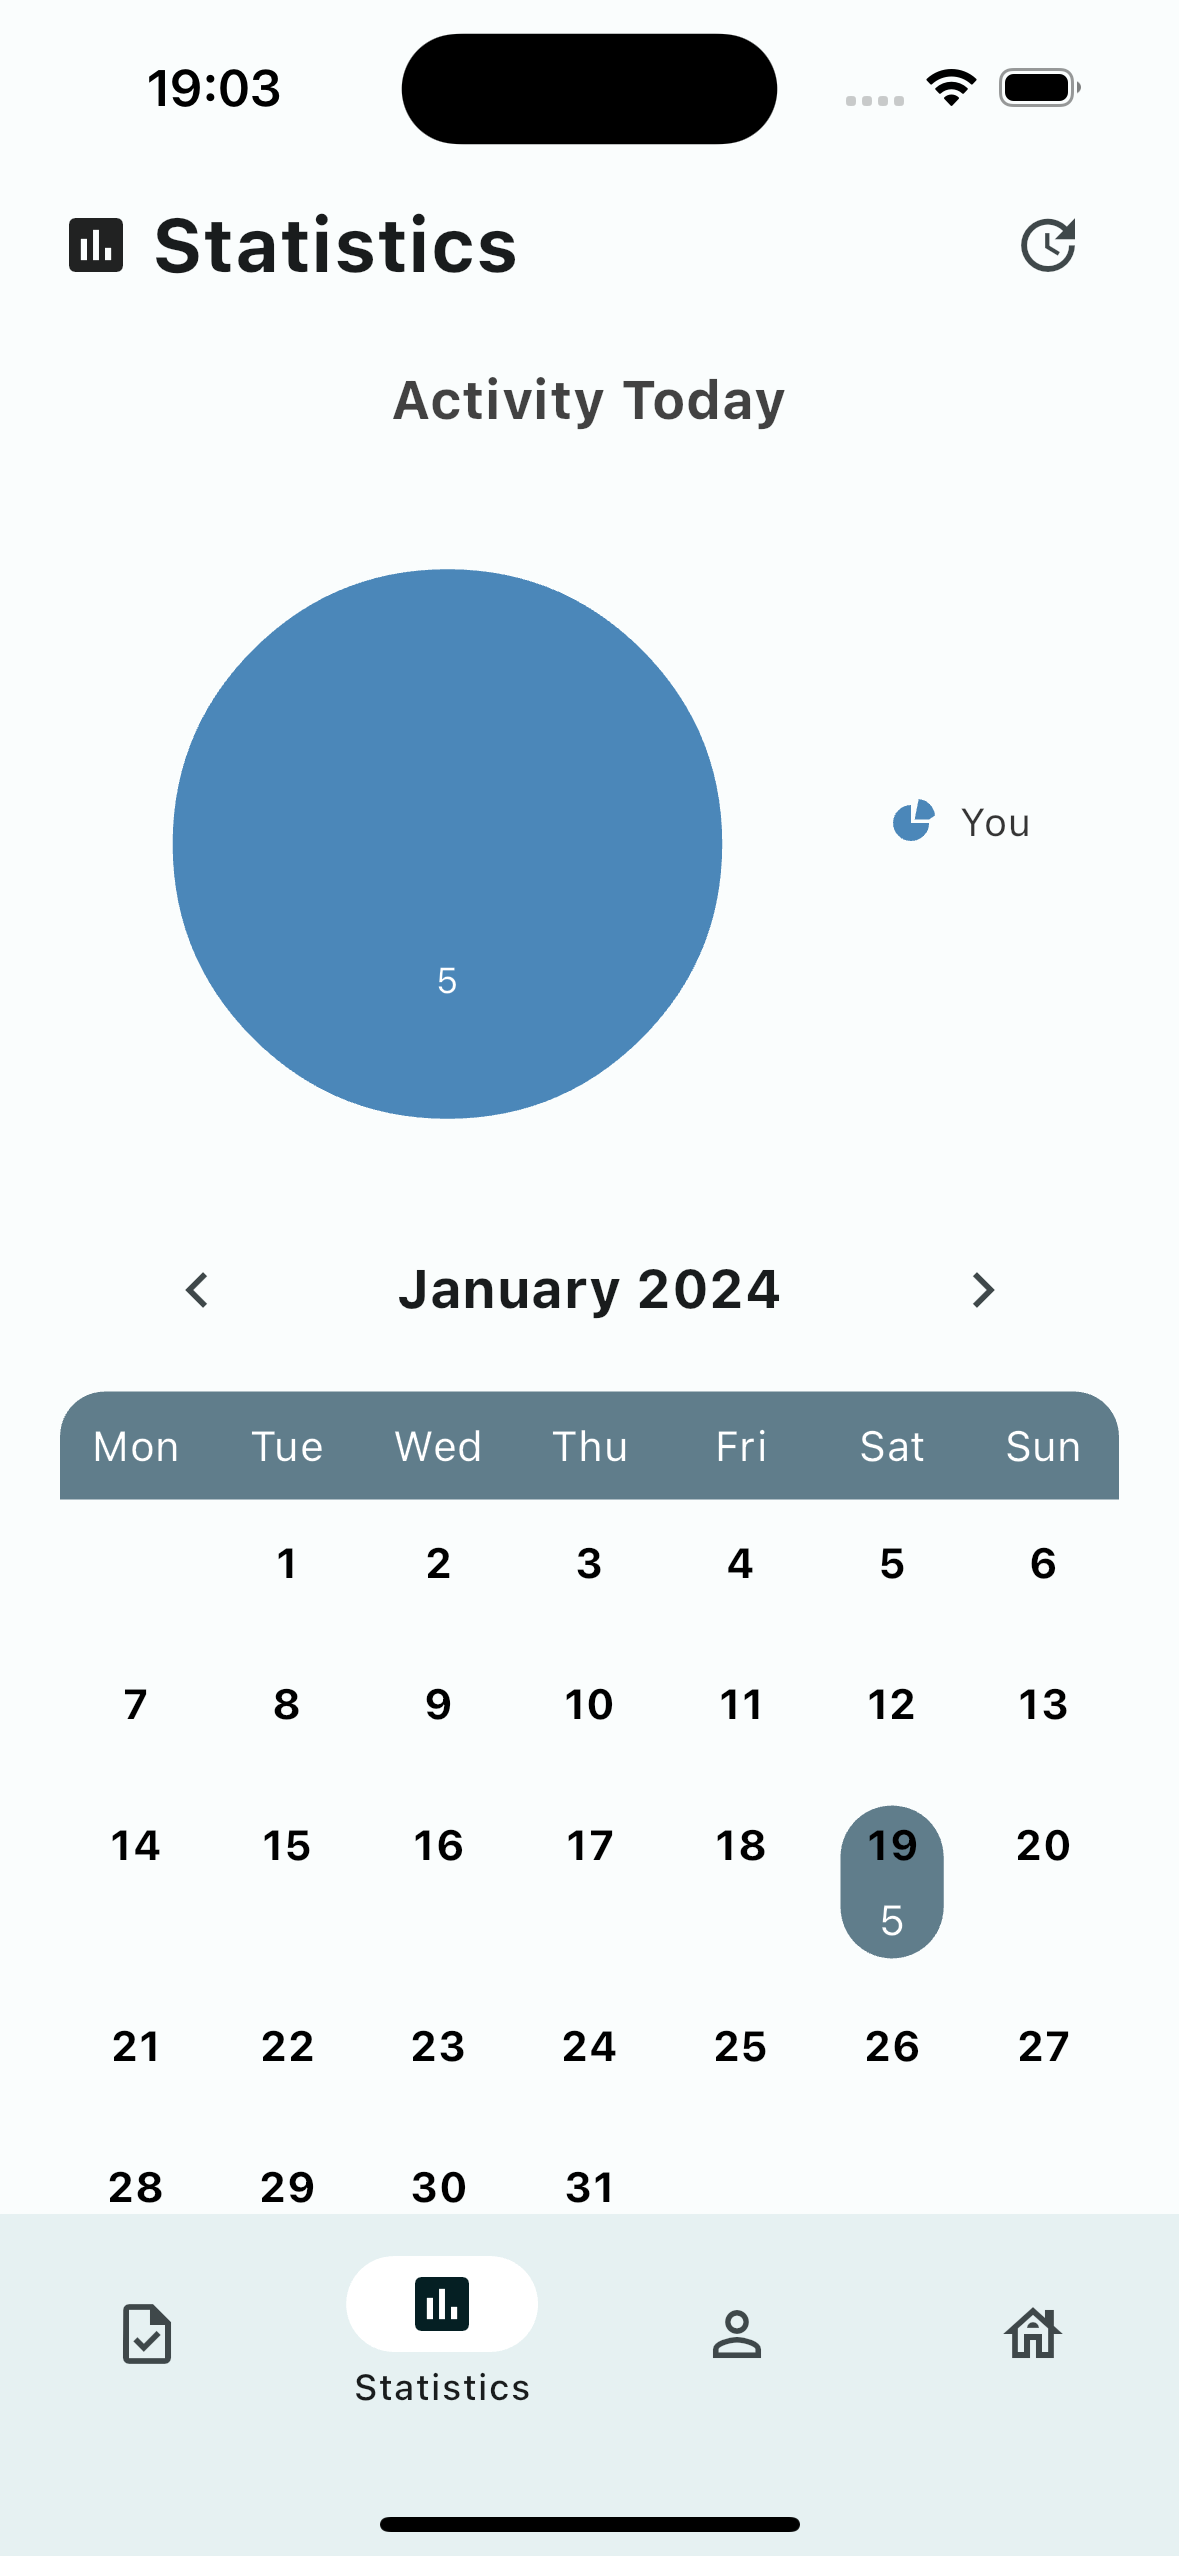 19:03
Statistics
Activity Today
You
5
January 2024
Mon Tue Wed Thu Fri Sat Sun
1 2 3 4 5 6
7 8 9 10 11 12 13
14 15 16 17 18 19 20
5
21 22 23 24 25 26 27
28 29 30 31
Statistics